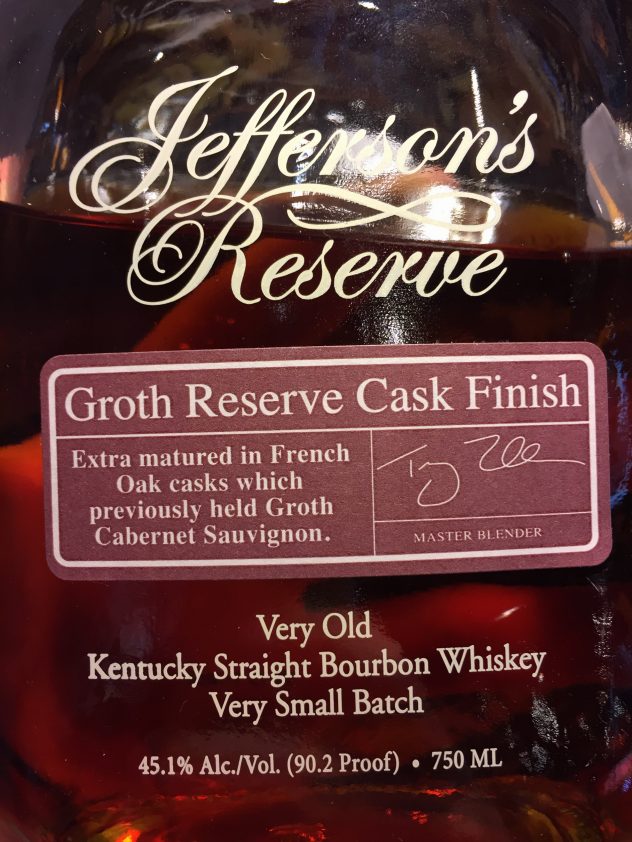 Jefferson's
Reserve
Groth Reserve Cask Finish
Extra matured in French
Oak casks which
previously held Groth
Cabernet Sauvignon.
MASTER BLENDER
Very Old
Kentucky Straight Bourbon Whiskey
Very Small Batch
45.1% Alc./Vol. (90.2 Proof) • 750 ML